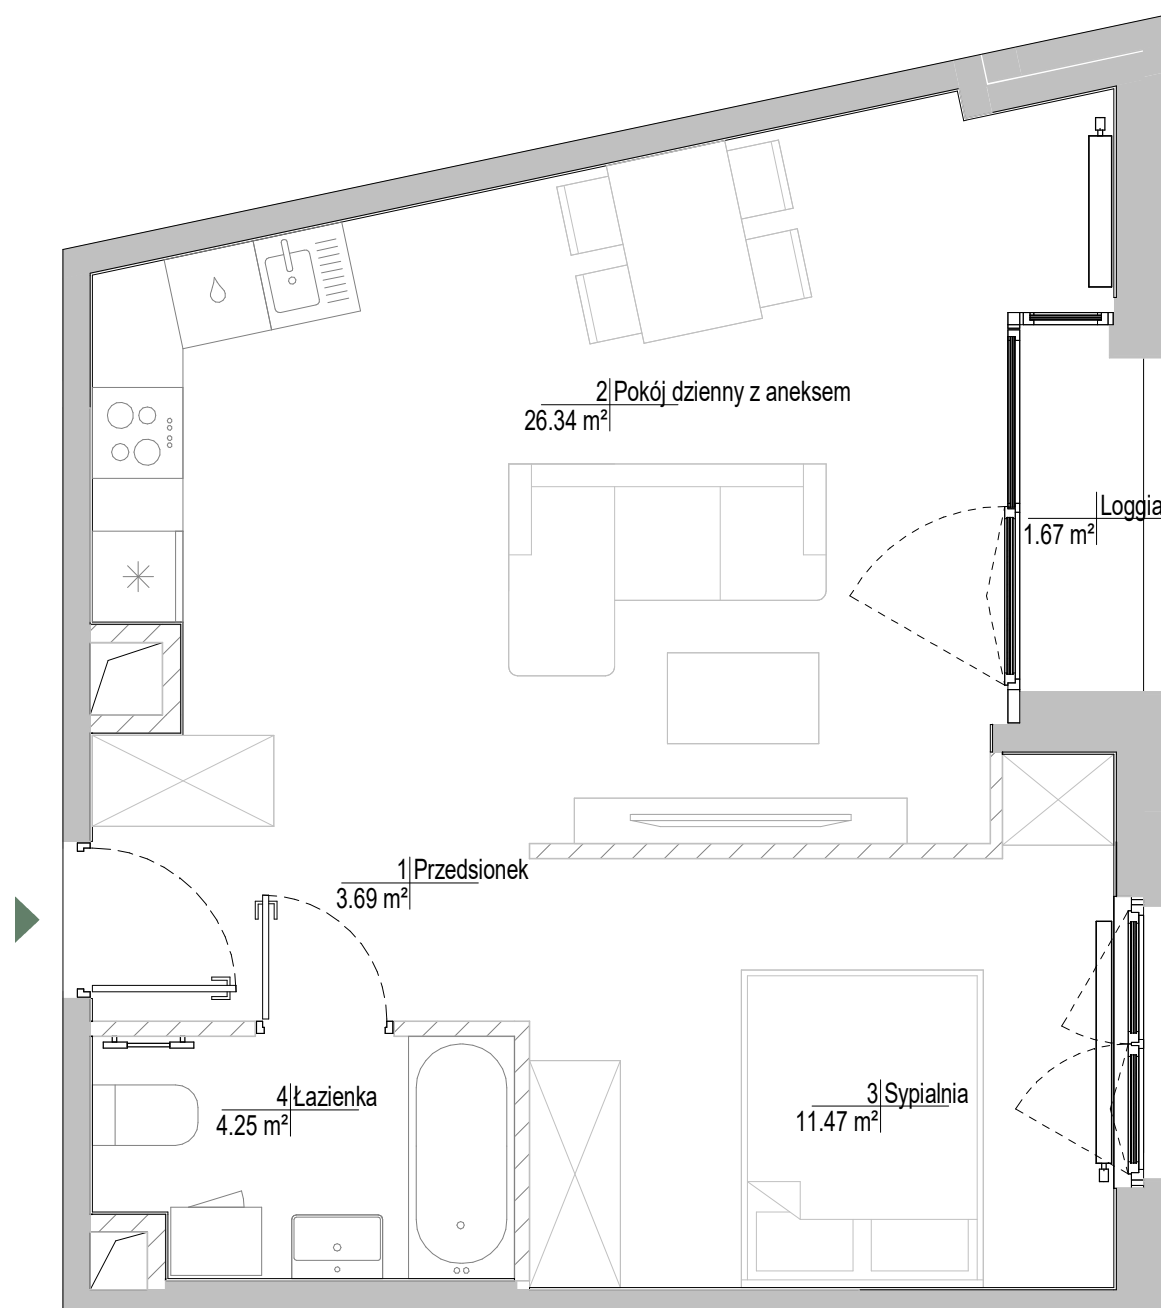 2 Pokój dzienny z aneksem
26.34 m²
Loggia
1.67 m²
1 Przedsionek
3.69 m²
4 Łazienka
4.25 m²
3 Sypialnia
11.47 m²